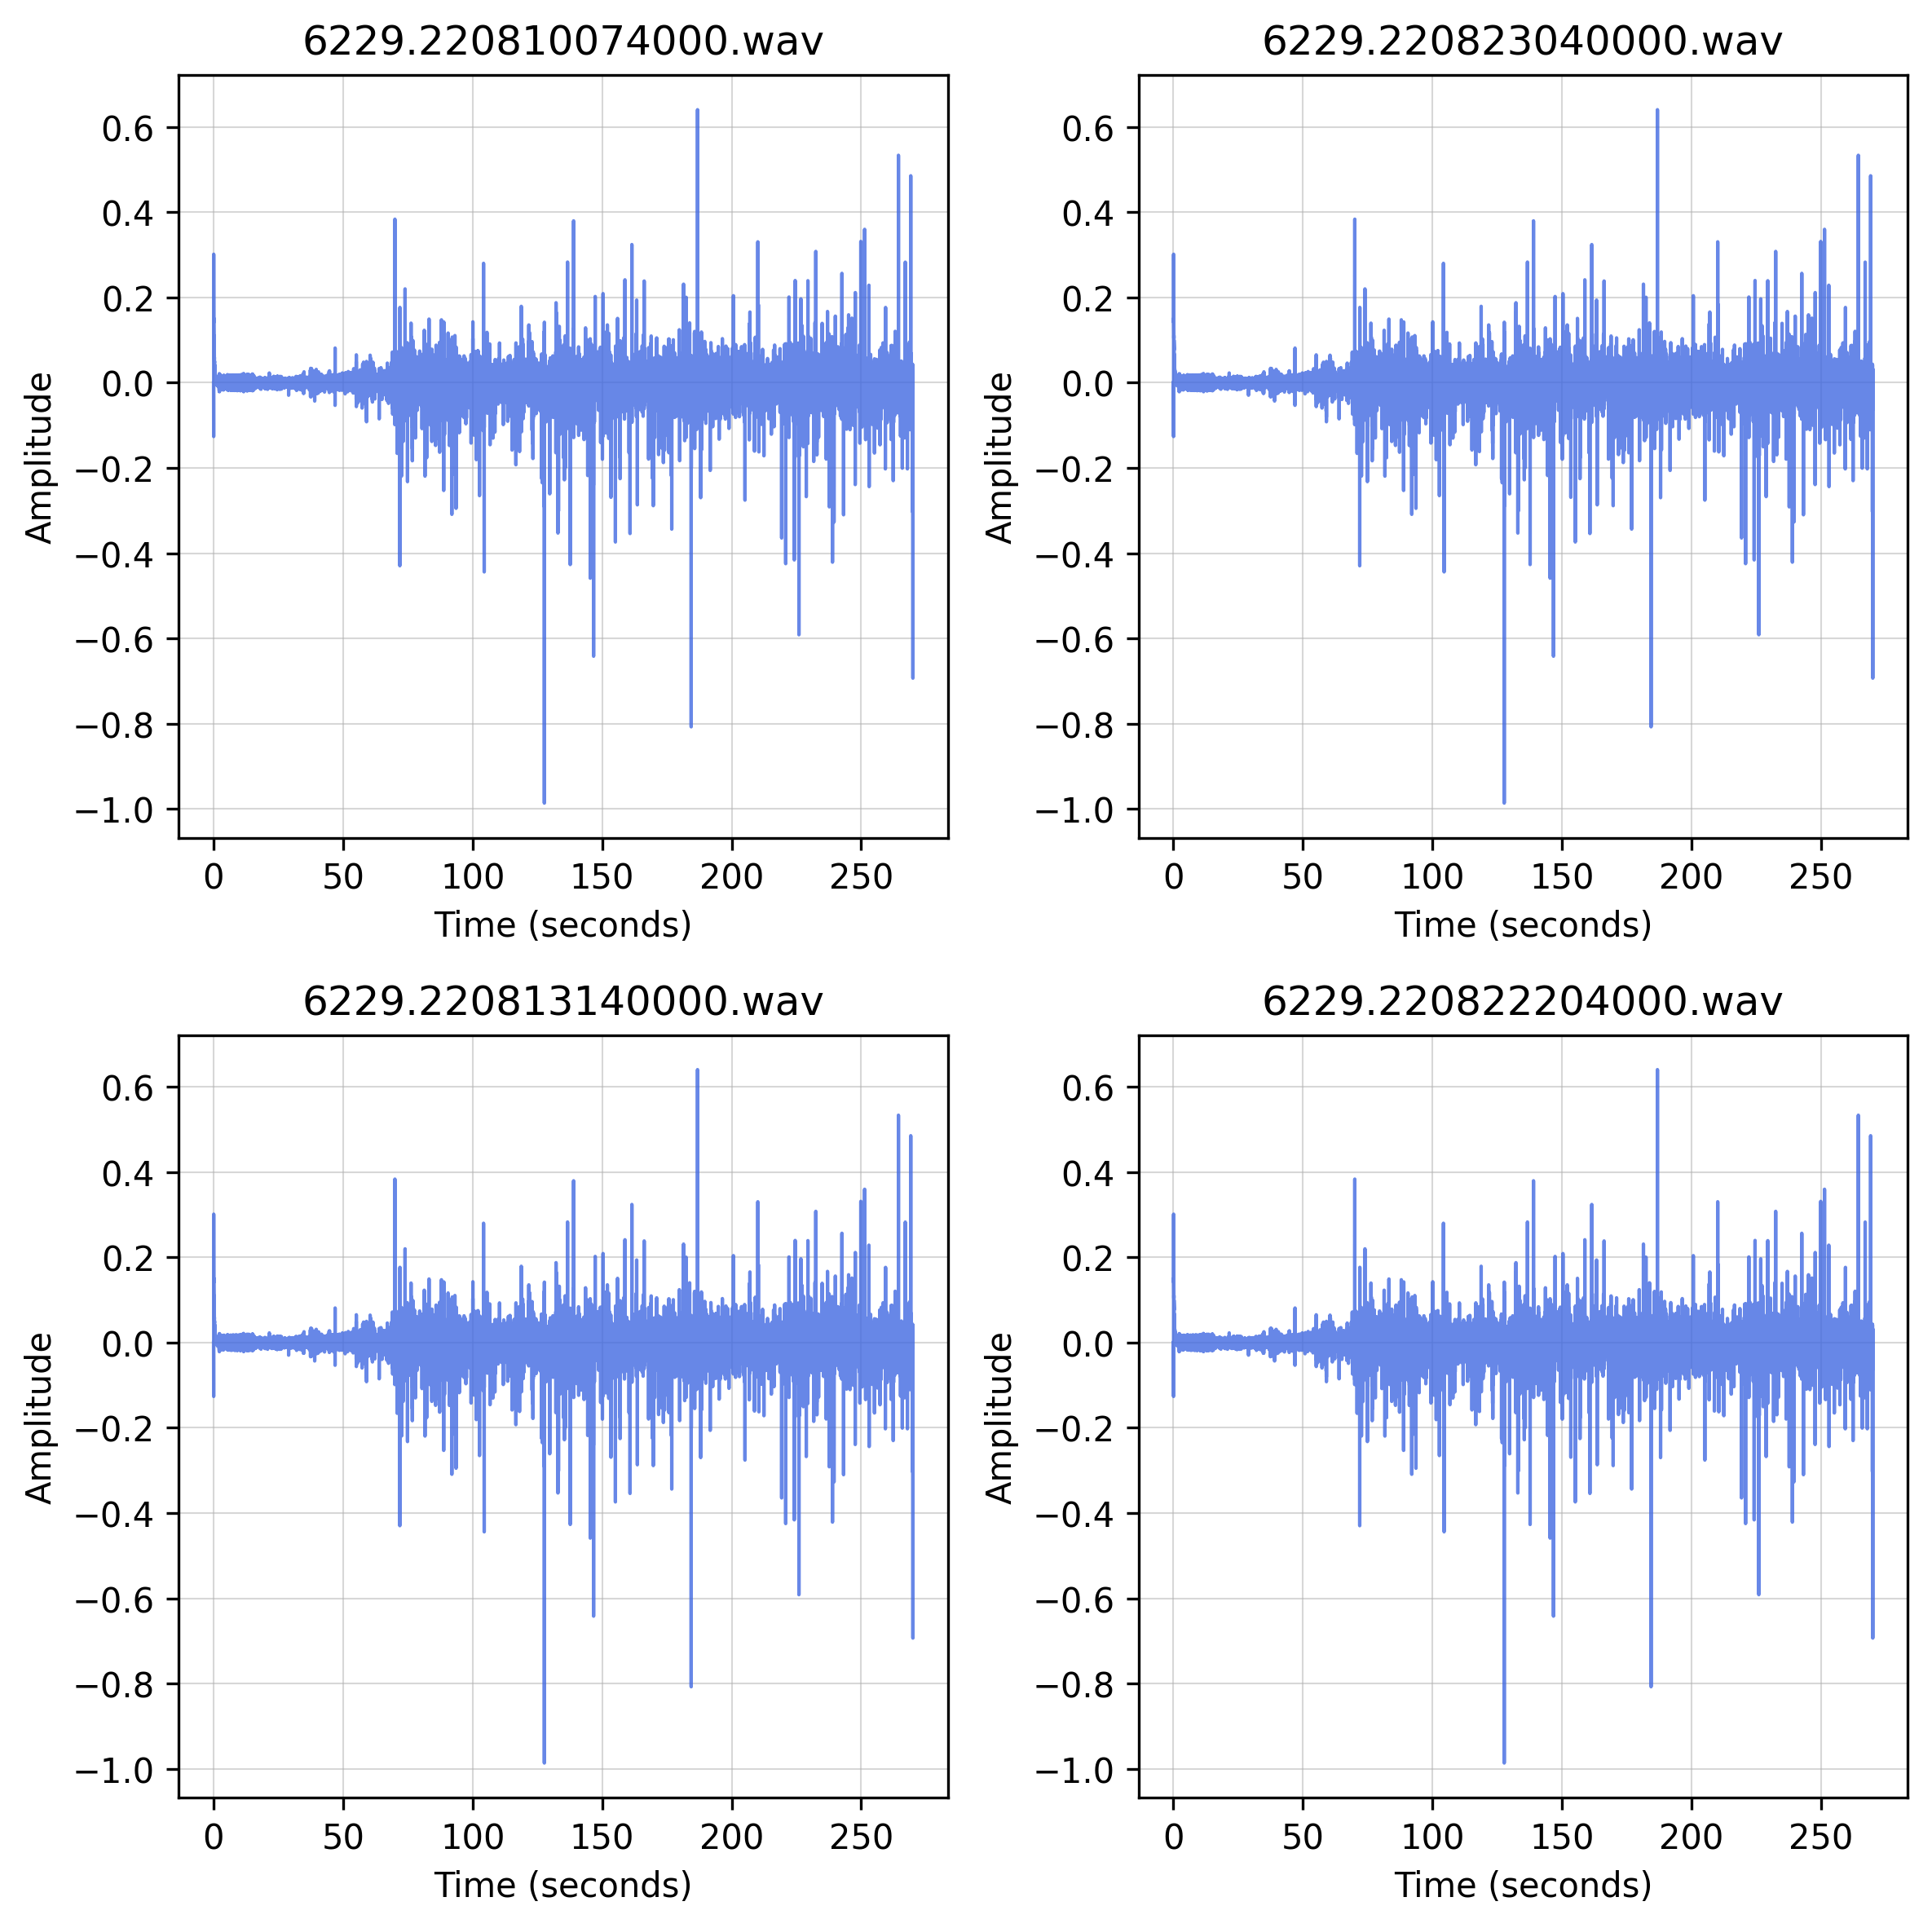 6229.220810074000.wav
0.6
0.4
0.2
0.0
−0.2
−0.4
−0.6
−0.8
−1.0
Amplitude
0 50 100 150 200 250
Time (seconds)
6229.220823040000.wav
0.6
0.4
0.2
0.0
−0.2
−0.4
−0.6
−0.8
−1.0
Amplitude
0 50 100 150 200 250
Time (seconds)
6229.220813140000.wav
0.6
0.4
0.2
0.0
−0.2
−0.4
−0.6
−0.8
−1.0
Amplitude
0 50 100 150 200 250
Time (seconds)
6229.220822204000.wav
0.6
0.4
0.2
0.0
−0.2
−0.4
−0.6
−0.8
−1.0
Amplitude
0 50 100 150 200 250
Time (seconds)